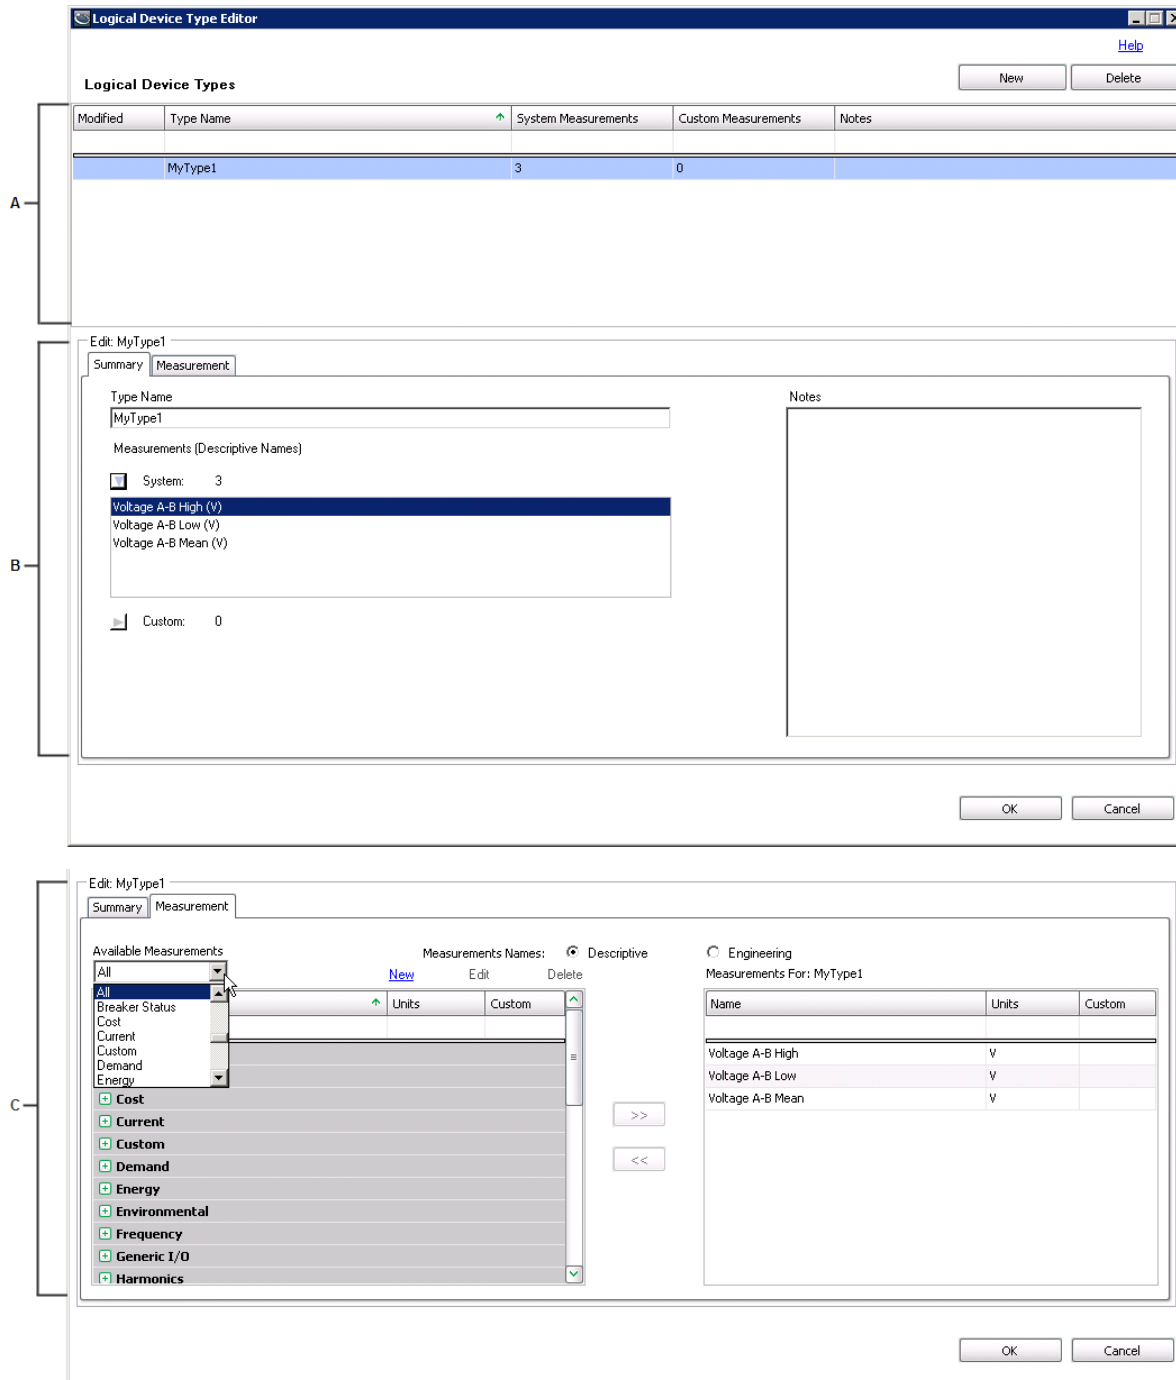 Logical Device Type Editor
Help
Logical Device Types
New
Delete
Modified
Type Name
System Measurements
Custom Measurements
Notes
MyType1
3
0
A
Edit: MyType1
Summary
Measurement
Type Name
Notes
MyType1
Measurements (Descriptive Names)
System: 3
Voltage A-B High (V)
Voltage A-B Low (V)
Voltage A-B Mean (V)
B
Custom: 0
OK
Cancel
Edit: MyType1
Summary
Measurement
Available Measurements
Measurements Names:
Descriptive
Engineering
All
New
Edit
Delete
Measurements For: MyType1
All
Breaker Status
Cost
Current
Custom
Demand
Energy
Units
Custom
Name
Units
Custom
Voltage A-B High
V
Voltage A-B Low
V
Voltage A-B Mean
V
C
Cost
Current
Custom
Demand
Energy
Environmental
Frequency
Generic I/O
Harmonics
>>
<<
OK
Cancel